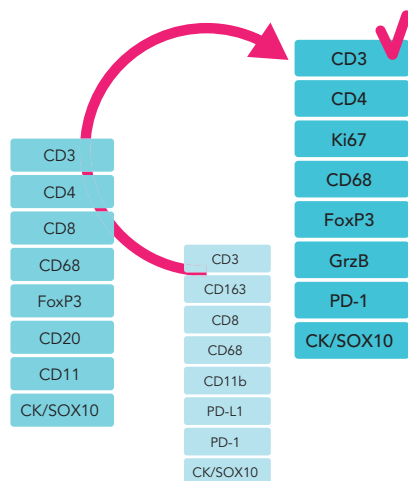 CD3
CD4
CD8
CD68
FoxP3
CD20
CD11
CK/SOX10
CD3
CD163
CD8
CD68
CD11b
PD-L1
PD-1
CK/SOX10
CD3
CD4
Ki67
CD68
FoxP3
GrzB
PD-1
CK/SOX10